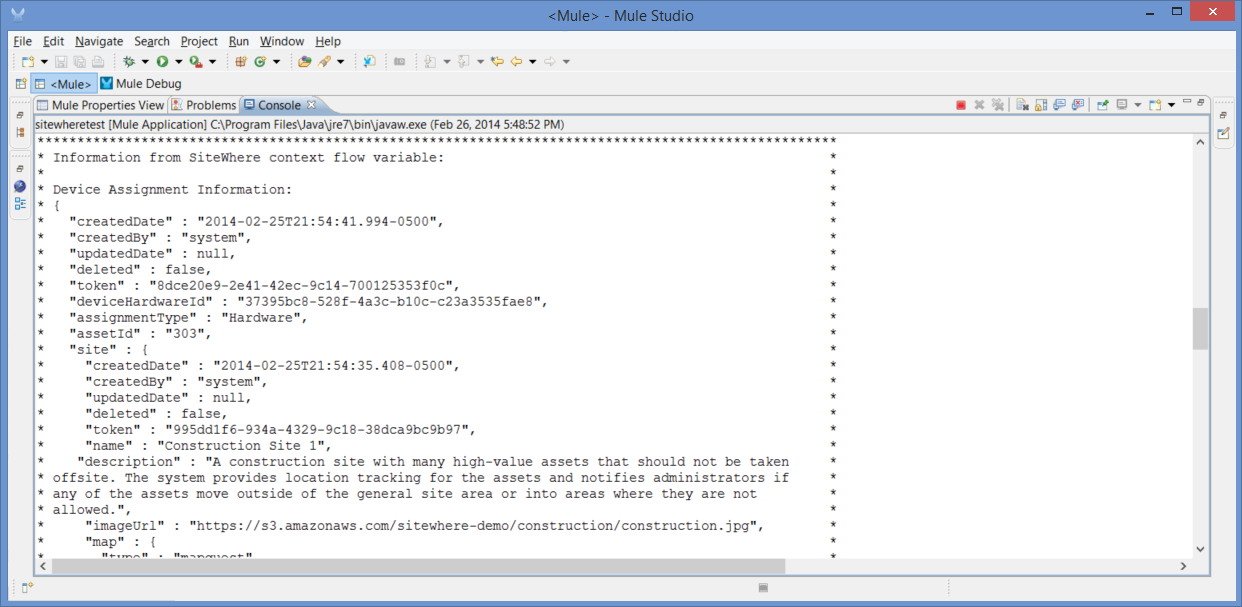 <Mule> - Mule Studio
File Edit Navigate Search Project Run Window Help
<Mule> Mule Debug
Mule Properties View Problems Console
sitewheretest [Mule Application] C:\Program Files\Java\jre7\bin\javaw.exe (Feb 26, 2014 5:48:52 PM)
****************************************************************************************************
* Information from SiteWhere context flow variable: *
* *
* Device Assignment Information: *
* { *
* "createdDate" : "2014-02-25T21:54:41.994-0500", *
* "createdBy" : "system", *
* "updatedDate" : null, *
* "deleted" : false, *
* "token" : "8dce20e9-2e41-42ec-9c14-700125353f0c", *
* "deviceHardwareId" : "37395bc8-528f-4a3c-b10c-c23a3535fae8", *
* "assignmentType" : "Hardware", *
* "assetId" : "303", *
* "site" : { *
* "createdDate" : "2014-02-25T21:54:35.408-0500", *
* "createdBy" : "system", *
* "updatedDate" : null, *
* "deleted" : false, *
* "token" : "995dd1f6-934a-4329-9c18-38dca9bc9b97", *
* "name" : "Construction Site 1", *
* "description" : "A construction site with many high-value assets that should not be taken *
* offsite. The system provides location tracking for the assets and notifies administrators if *
* any of the assets move outside of the general site area or into areas where they are not *
* allowed.", *
* "imageUrl" : "https://s3.amazonaws.com/sitewhere-demo/construction/construction.jpg", *
* "map" : { *
* "type" : "mapquest" *